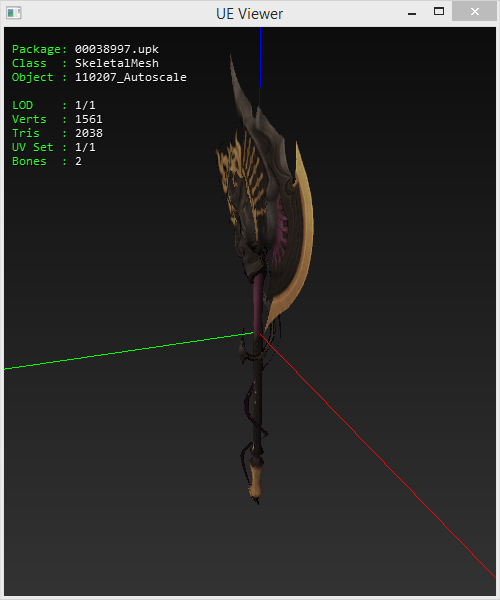 UE Viewer
Package: 00038997.upk
Class : SkeletalMesh
Object : 110207_Autoscale
LOD : 1/1
Verts : 1561
Tris : 2038
UV Set : 1/1
Bones : 2